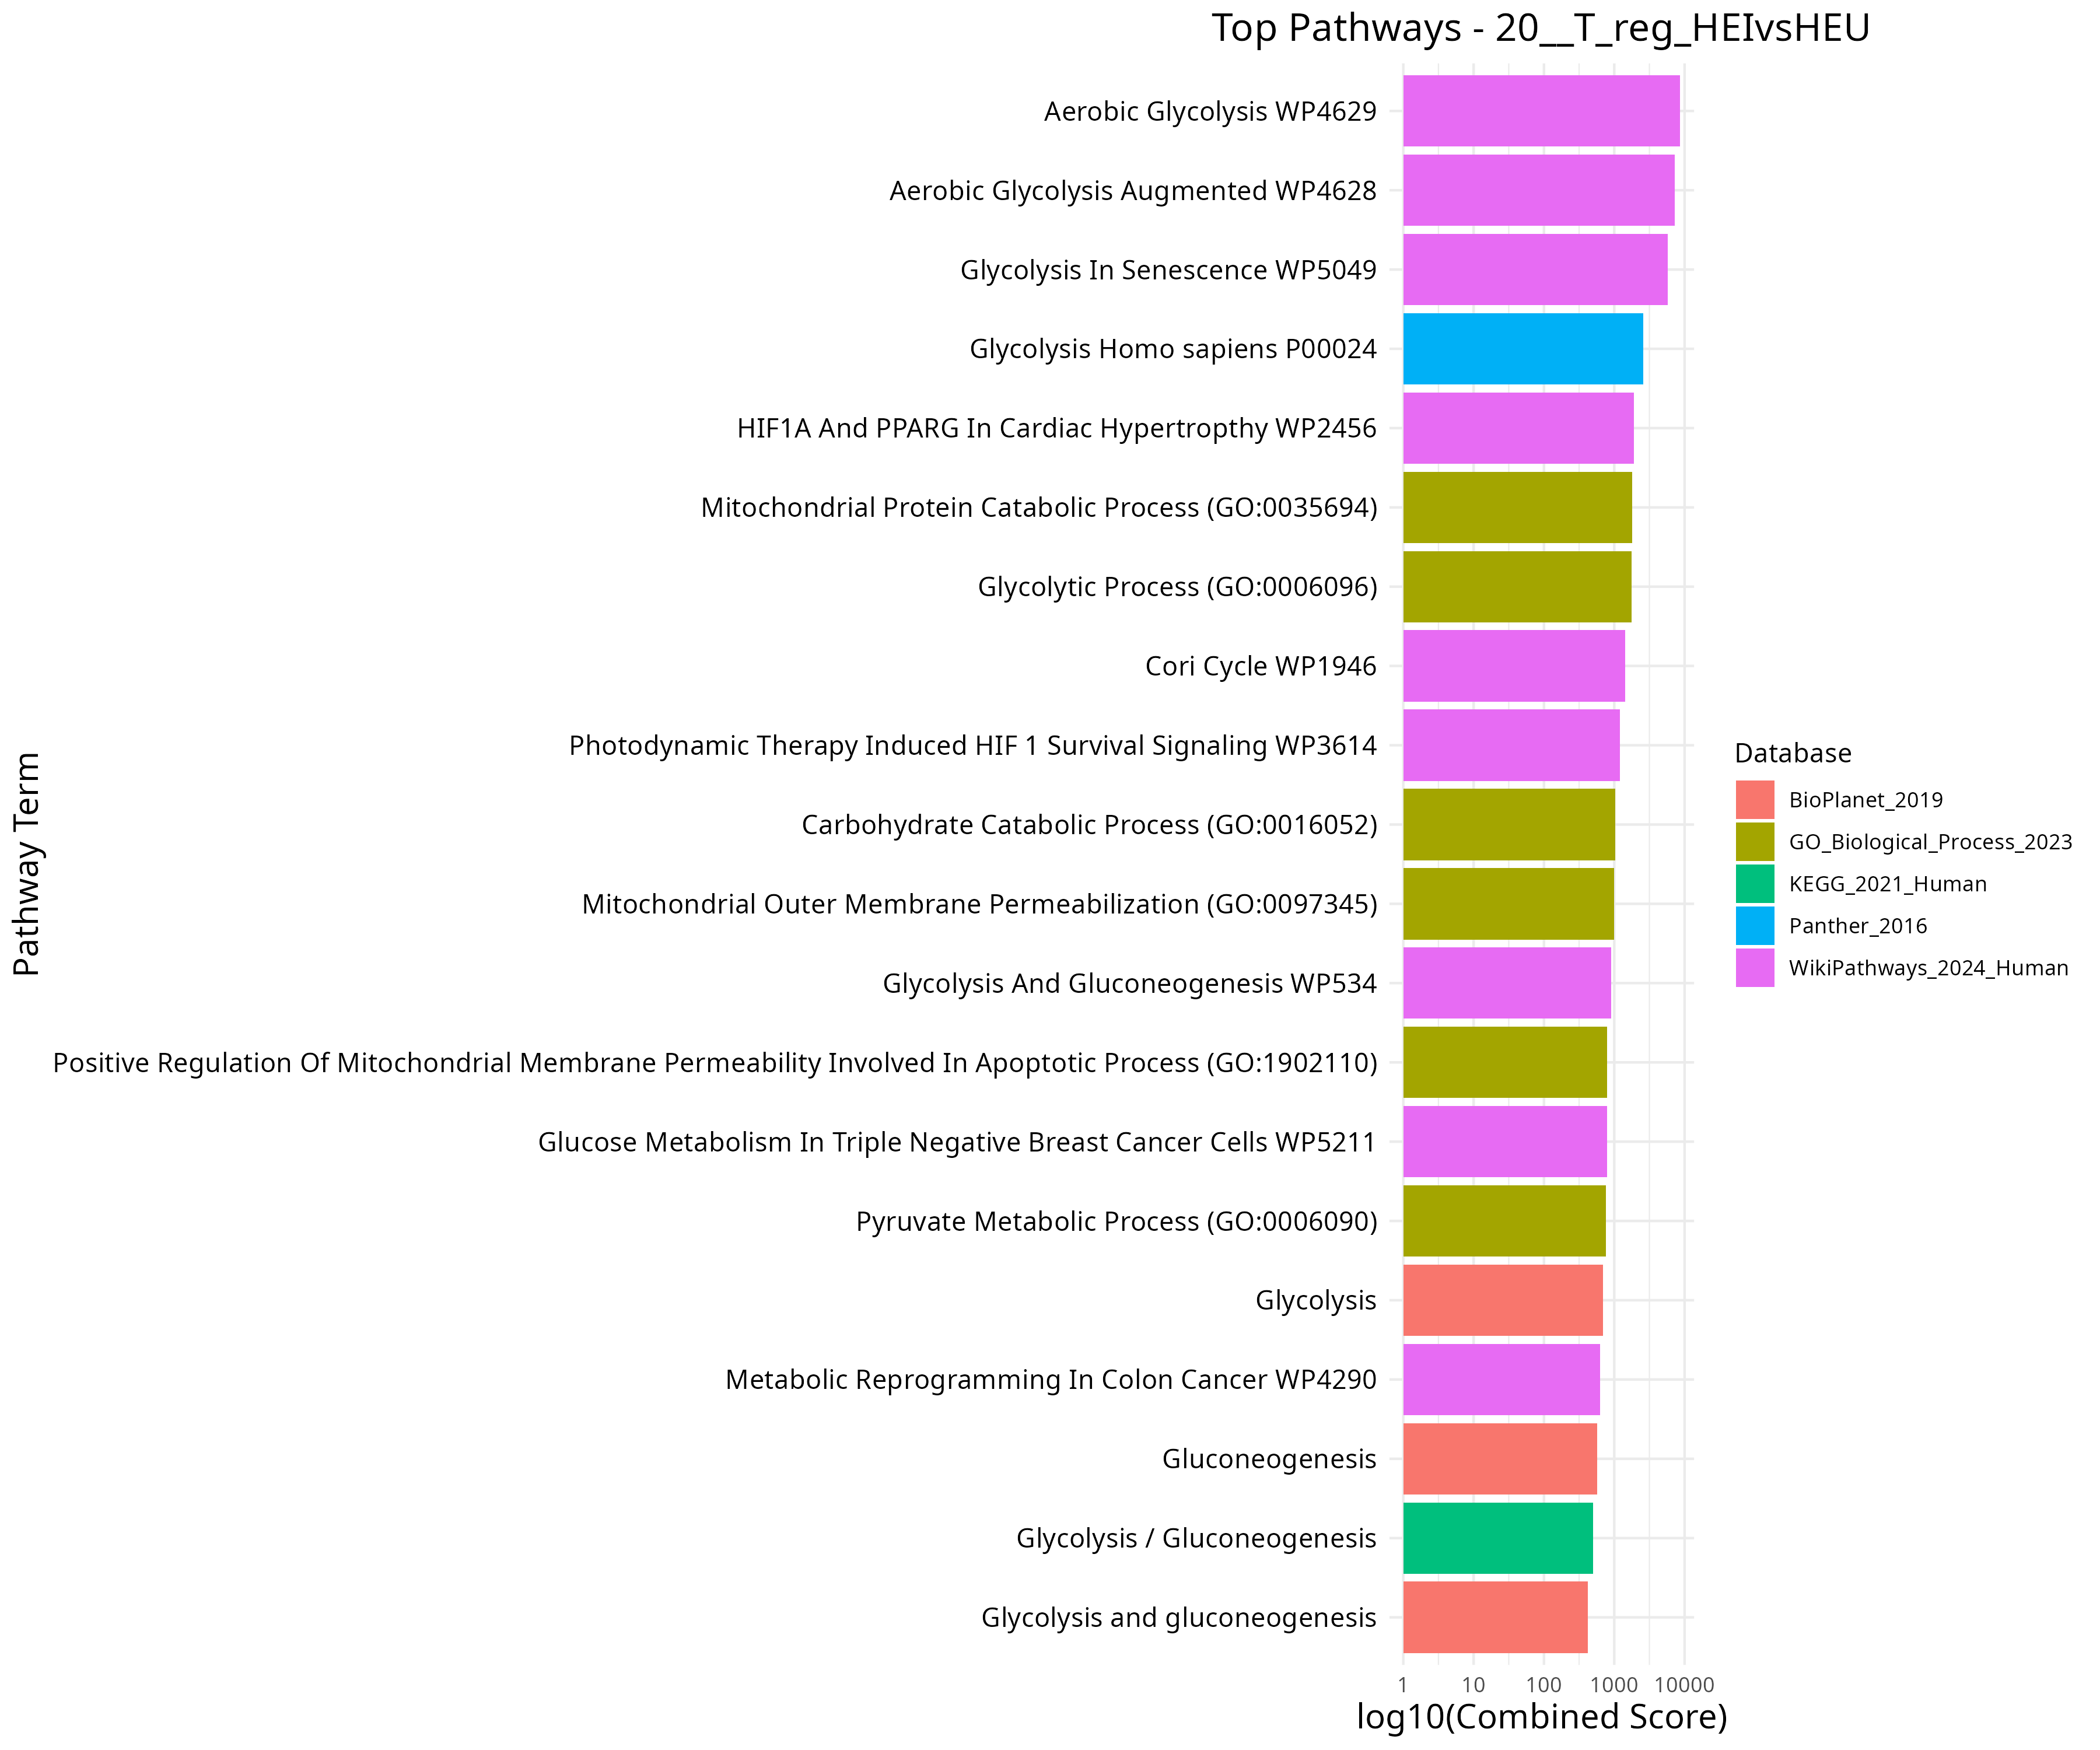 Top Pathways - 20__T_reg_HEIvsHEU
Pathway Term
Aerobic Glycolysis WP4629
Aerobic Glycolysis Augmented WP4628
Glycolysis In Senescence WP5049
Glycolysis Homo sapiens P00024
HIF1A And PPARG In Cardiac Hypertropthy WP2456
Mitochondrial Protein Catabolic Process (GO:0035694)
Glycolytic Process (GO:0006096)
Cori Cycle WP1946
Photodynamic Therapy Induced HIF 1 Survival Signaling WP3614
Carbohydrate Catabolic Process (GO:0016052)
Mitochondrial Outer Membrane Permeabilization (GO:0097345)
Glycolysis And Gluconeogenesis WP534
Positive Regulation Of Mitochondrial Membrane Permeability Involved In Apoptotic Process (GO:1902110)
Glucose Metabolism In Triple Negative Breast Cancer Cells WP5211
Pyruvate Metabolic Process (GO:0006090)
Glycolysis
Metabolic Reprogramming In Colon Cancer WP4290
Gluconeogenesis
Glycolysis / Gluconeogenesis
Glycolysis and gluconeogenesis
1 10 100 1000 10000
log10(Combined Score)
Database
BioPlanet_2019
GO_Biological_Process_2023
KEGG_2021_Human
Panther_2016
WikiPathways_2024_Human